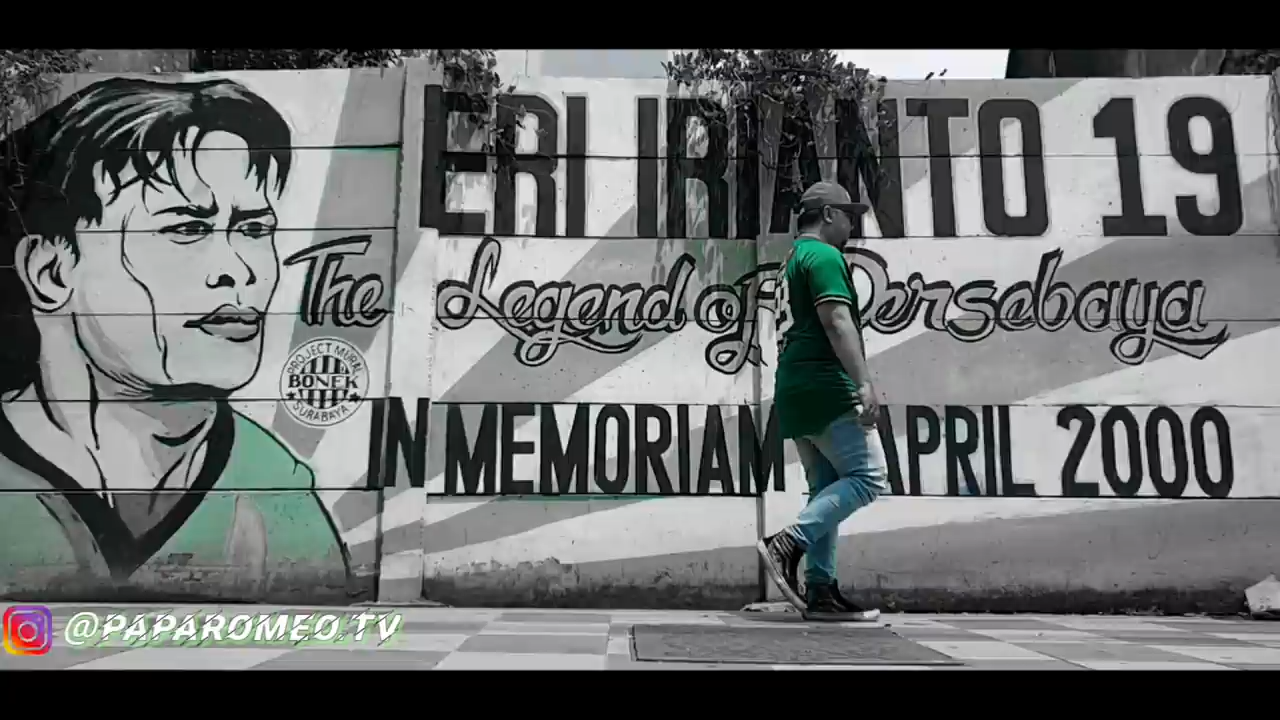 ERI IRIANTO 19
The Legend of Persebaya
PROJECT MURAL
BONEK
SURABAYA
IN MEMORIAM APRIL 2000
@PAPAROMEO.TV